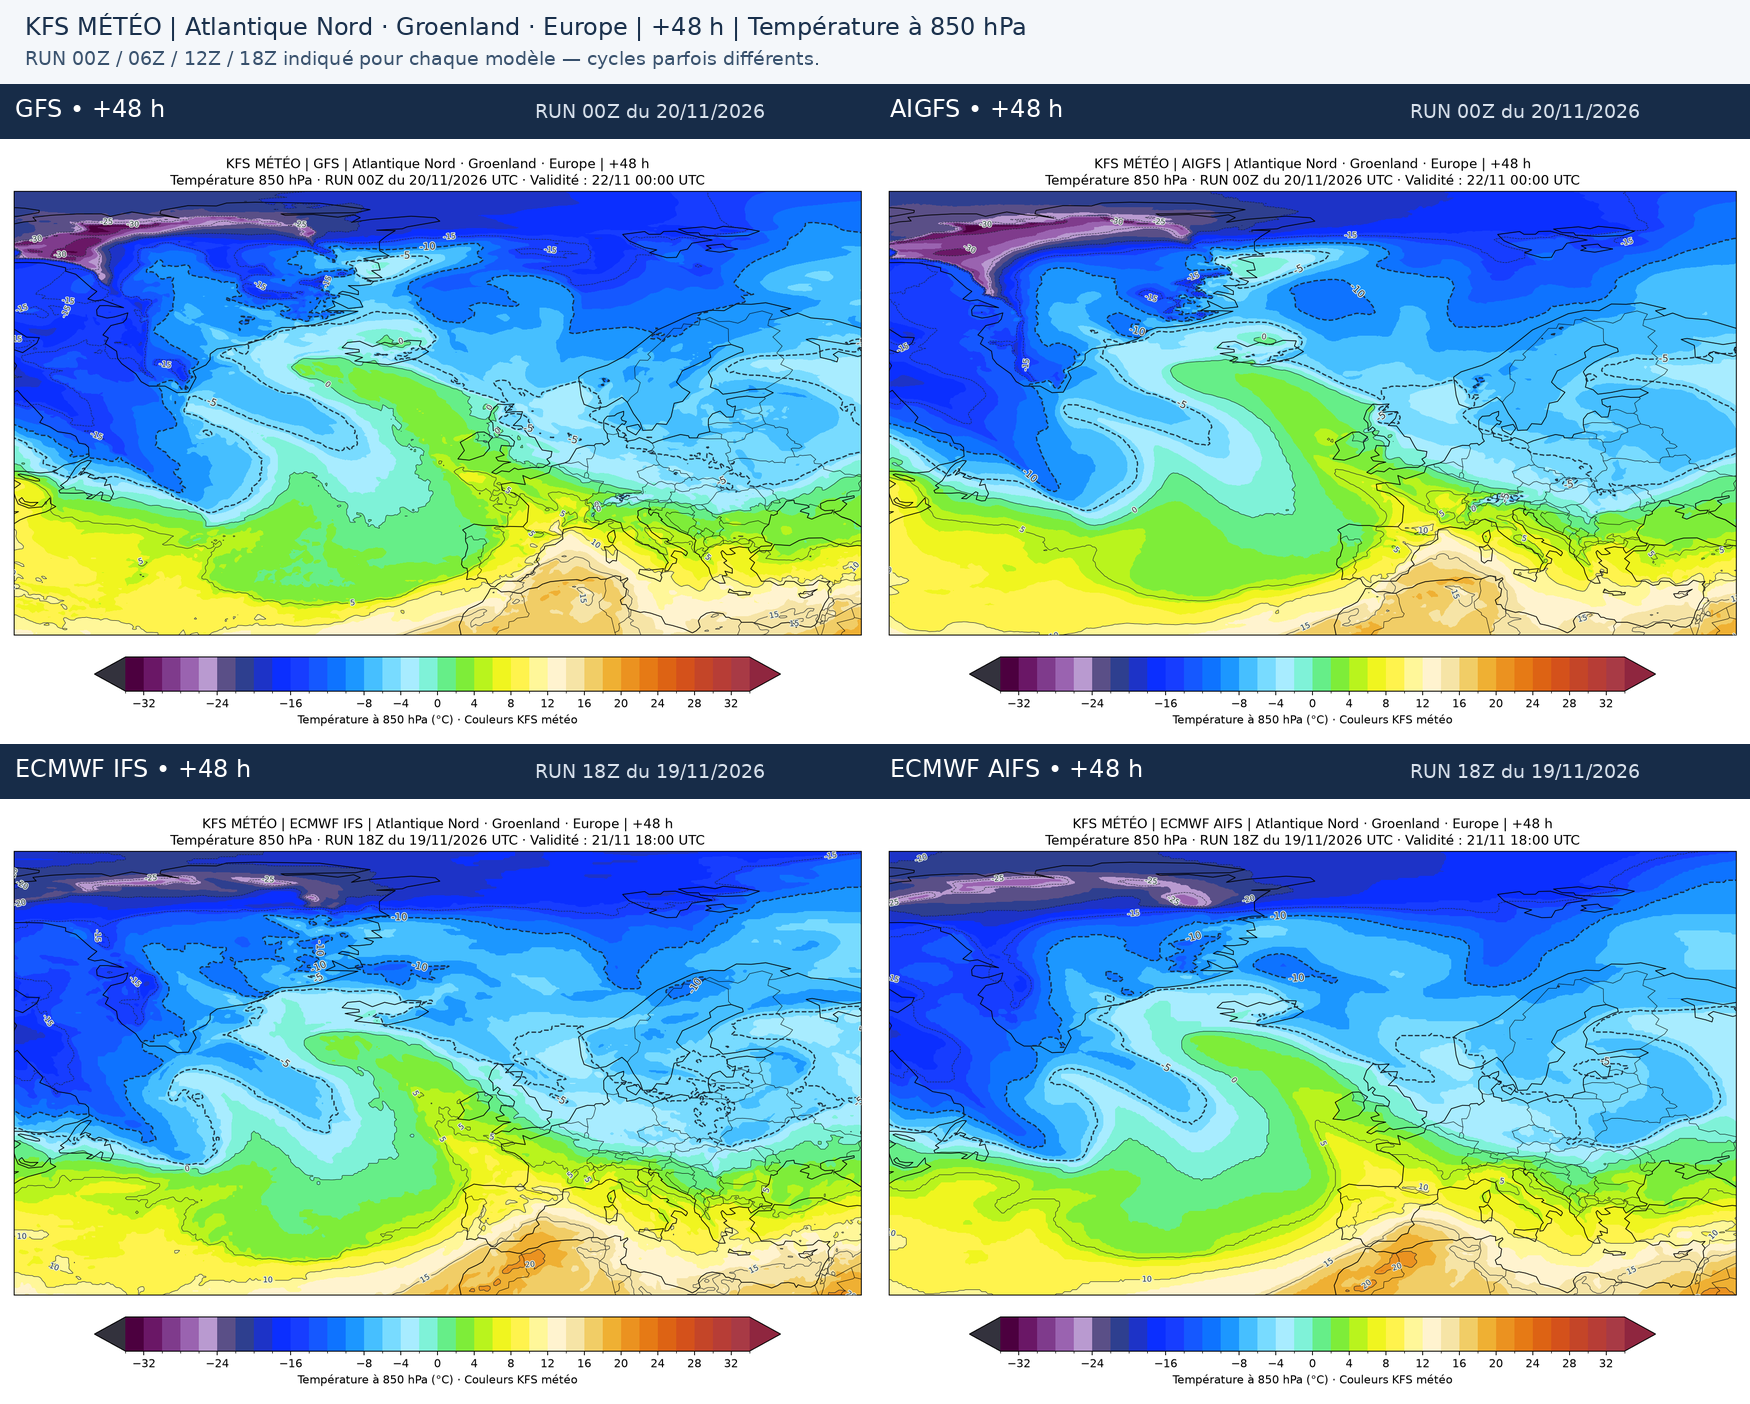 KFS MÉTÉO | Atlantique Nord · Groenland · Europe | +48 h | Température à 850 hPa
RUN 00Z / 06Z / 12Z / 18Z indiqué pour chaque modèle — cycles parfois différents.
GFS • +48 h
RUN 00Z du 20/11/2026
AIGFS • +48 h
RUN 00Z du 20/11/2026
KFS MÉTÉO | GFS | Atlantique Nord · Groenland · Europe | +48 h
Température 850 hPa · RUN 00Z du 20/11/2026 UTC · Validité : 22/11 00:00 UTC
KFS MÉTÉO | AIGFS | Atlantique Nord · Groenland · Europe | +48 h
Température 850 hPa · RUN 00Z du 20/11/2026 UTC · Validité : 22/11 00:00 UTC
−32 −24 −16 −8 −4 0 4 8 12 16 20 24 28 32
Température à 850 hPa (°C) · Couleurs KFS météo
−32 −24 −16 −8 −4 0 4 8 12 16 20 24 28 32
Température à 850 hPa (°C) · Couleurs KFS météo
ECMWF IFS • +48 h
RUN 18Z du 19/11/2026
ECMWF AIFS • +48 h
RUN 18Z du 19/11/2026
KFS MÉTÉO | ECMWF IFS | Atlantique Nord · Groenland · Europe | +48 h
Température 850 hPa · RUN 18Z du 19/11/2026 UTC · Validité : 21/11 18:00 UTC
KFS MÉTÉO | ECMWF AIFS | Atlantique Nord · Groenland · Europe | +48 h
Température 850 hPa · RUN 18Z du 19/11/2026 UTC · Validité : 21/11 18:00 UTC
−32 −24 −16 −8 −4 0 4 8 12 16 20 24 28 32
Température à 850 hPa (°C) · Couleurs KFS météo
−32 −24 −16 −8 −4 0 4 8 12 16 20 24 28 32
Température à 850 hPa (°C) · Couleurs KFS météo